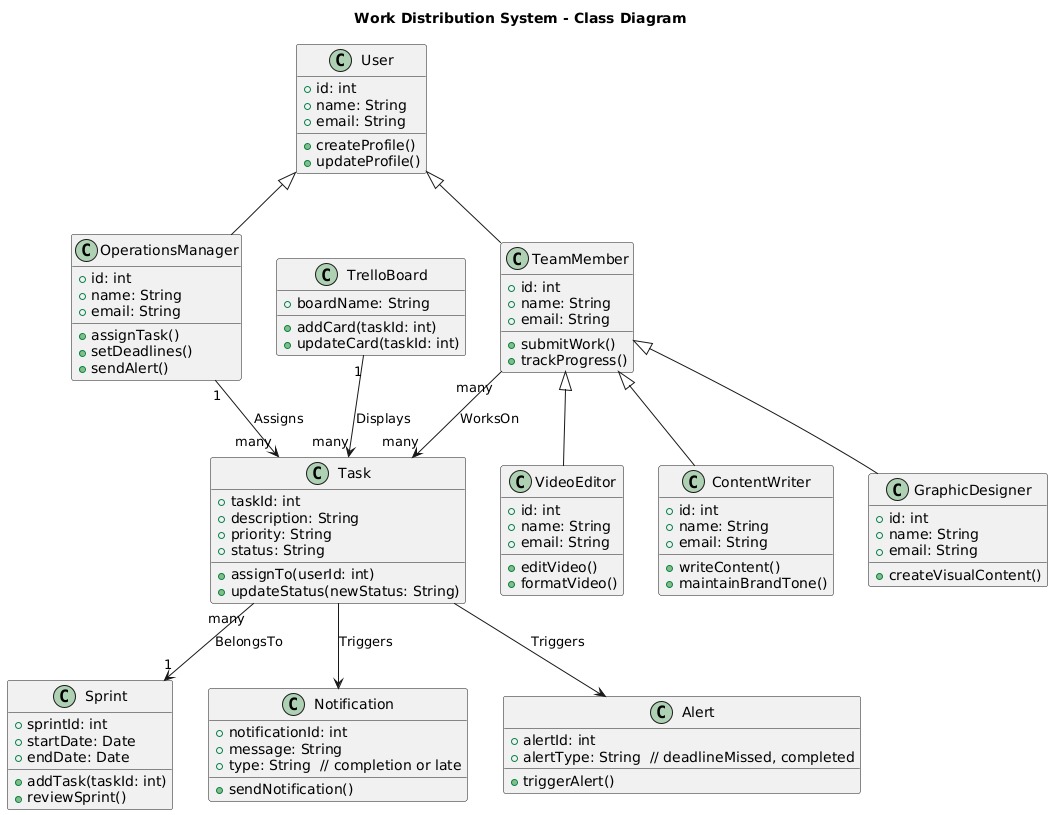 Work Distribution System - Class Diagram
C User
id: int
name: String
email: String
createProfile()
updateProfile()
C OperationsManager
id: int
name: String
email: String
assignTask()
setDeadlines()
sendAlert()
C TrelloBoard
boardName: String
addCard(taskId: int)
updateCard(taskId: int)
C TeamMember
id: int
name: String
email: String
submitWork()
trackProgress()
1
Assigns
many
1
Displays
many
many
WorksOn
many
C Task
taskId: int
description: String
priority: String
status: String
assignTo(userId: int)
updateStatus(newStatus: String)
C VideoEditor
id: int
name: String
email: String
editVideo()
formatVideo()
C ContentWriter
id: int
name: String
email: String
writeContent()
maintainBrandTone()
C GraphicDesigner
id: int
name: String
email: String
createVisualContent()
many
BelongsTo
1
Triggers
Triggers
C Sprint
sprintId: int
startDate: Date
endDate: Date
addTask(taskId: int)
reviewSprint()
C Notification
notificationId: int
message: String
type: String  // completion or late
sendNotification()
C Alert
alertId: int
alertType: String  // deadlineMissed, completed
triggerAlert()